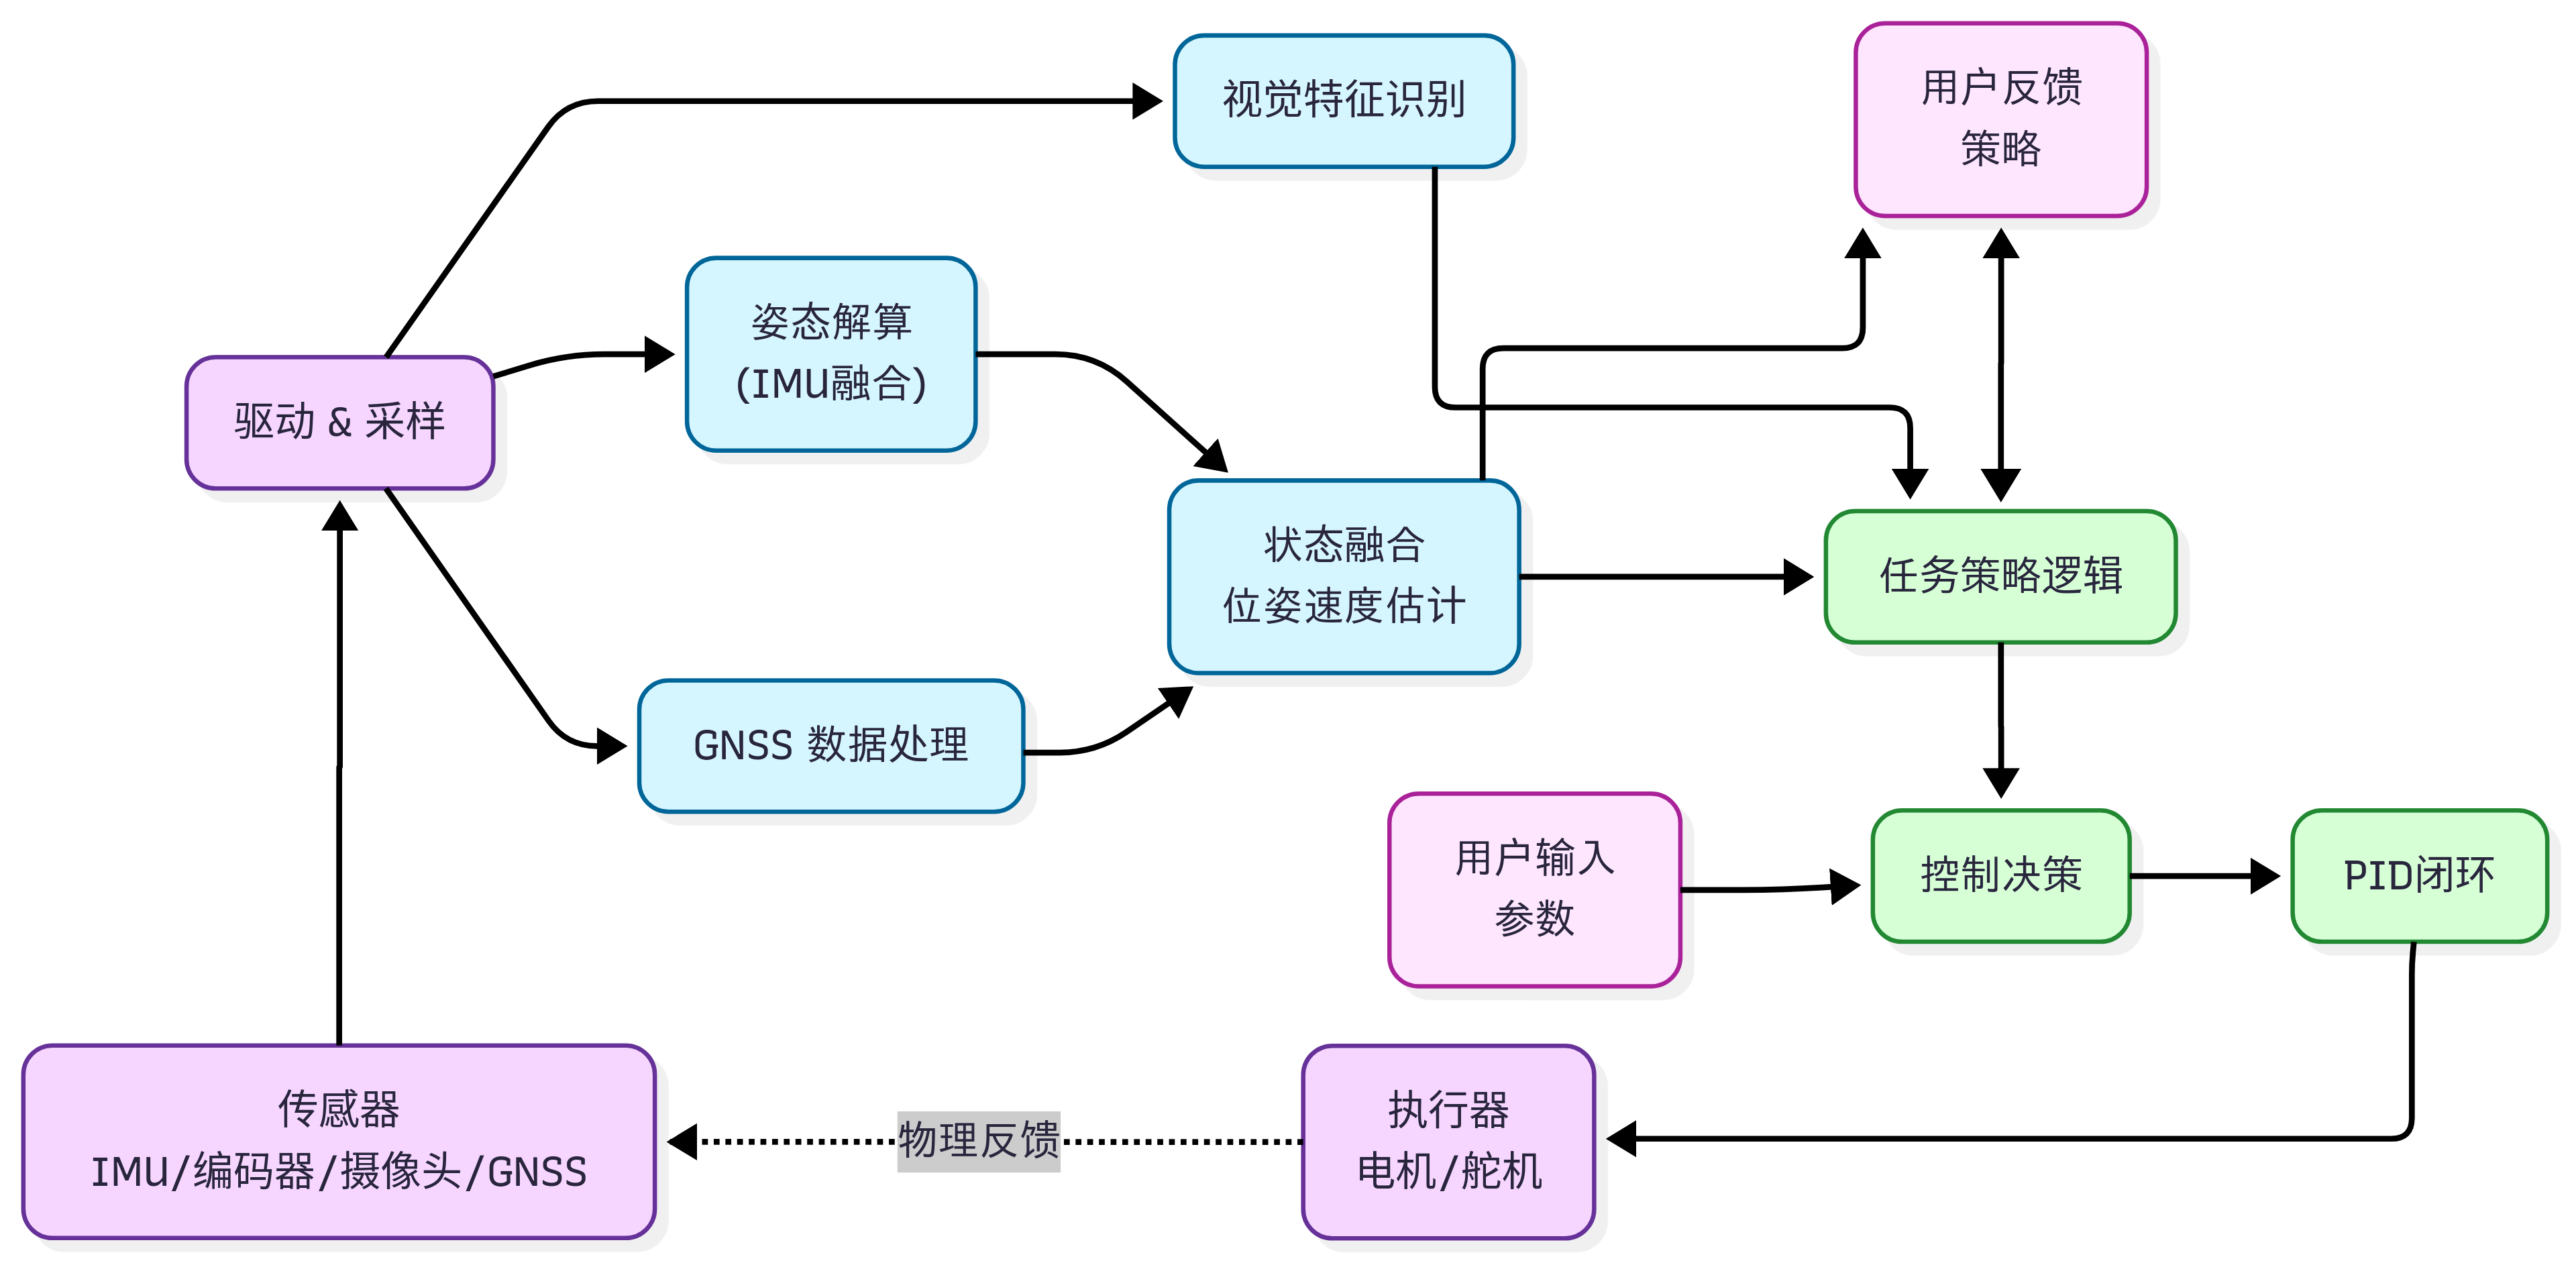 视觉特征识别
用户反馈
策略
姿态解算
(IMU融合)
驱动 & 采样
状态融合
位姿速度估计
任务策略逻辑
GNSS 数据处理
用户输入
参数
控制决策
PID闭环
传感器
IMU/编码器/摄像头/GNSS
物理反馈
执行器
电机/舵机